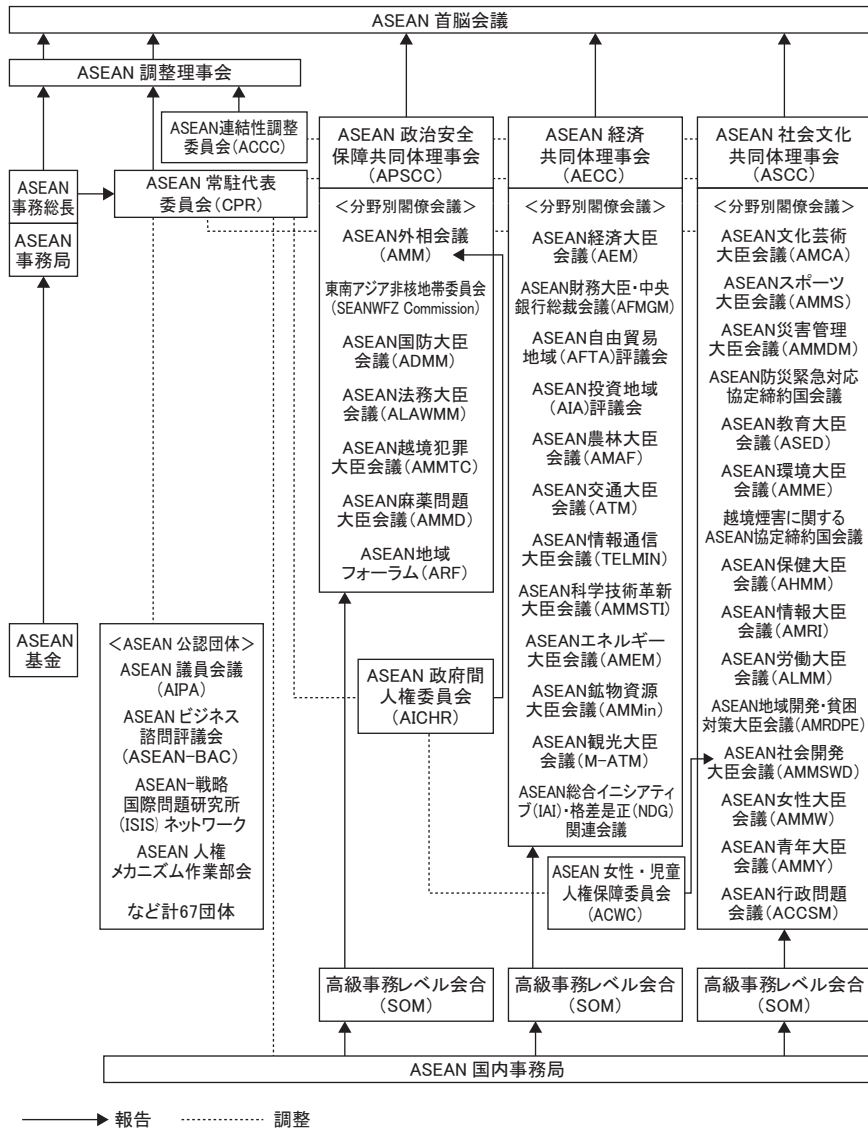 ASEAN 首脳会議
ASEAN 調整理事会
ASEAN連結性調整
委員会(ACCC)
ASEAN
事務総長
ASEAN
事務局
ASEAN 常駐代表
委員会(CPR)
ASEAN 政治安全
保障共同体理事会
(APSCC)
<分野別閣僚会議>
ASEAN外相会議
(AMM)
東南アジア非核地帯委員会
(SEANWFZ Commission)
ASEAN国防大臣
会議(ADMM)
ASEAN法務大臣
会議(ALAWMM)
ASEAN越境犯罪
大臣会議(AMMTC)
ASEAN麻薬問題
大臣会議(AMMD)
ASEAN地域
フォーラム(ARF)
ASEAN 経済
共同体理事会
(AECC)
<分野別閣僚会議>
ASEAN経済大臣
会議(AEM)
ASEAN財務大臣・中央
銀行総裁会議(AFMGM)
ASEAN自由貿易
地域(AFTA)評議会
ASEAN投資地域
(AIA)評議会
ASEAN農林大臣
会議(AMAF)
ASEAN交通大臣
会議(ATM)
ASEAN情報通信
大臣会議(TELMIN)
ASEAN科学技術革新
大臣会議(AMMSTI)
ASEANエネルギー
大臣会議(AMEM)
ASEAN鉱物資源
大臣会議(AMMin)
ASEAN観光大臣
会議(M-ATM)
ASEAN総合イニシアティ
ブ(IAI)・格差是正(NDG)
関連会議
ASEAN 社会文化
共同体理事会
(ASCC)
<分野別閣僚会議>
ASEAN文化芸術
大臣会議(AMCA)
ASEANスポーツ
大臣会議(AMMS)
ASEAN災害管理
大臣会議(AMMDM)
ASEAN防災緊急対応
協定締約国会議
ASEAN教育大臣
会議(ASED)
ASEAN環境大臣
会議(AMME)
越境煙害に関する
ASEAN協定締約国会議
ASEAN保健大臣
会議(AHMM)
ASEAN情報大臣
会議(AMRI)
ASEAN労働大臣
会議(ALMM)
ASEAN地域開発・貧困
対策大臣会議(AMRDPE)
ASEAN社会開発
大臣会議(AMMSWD)
ASEAN女性大臣
会議(AMMW)
ASEAN青年大臣
会議(AMMY)
ASEAN行政問題
会議(ACCSM)
ASEAN
基金
<ASEAN 公認団体>
ASEAN 議員会議
(AIPA)
ASEAN ビジネス
諮問評議会
(ASEAN-BAC)
ASEAN-戦略
国際問題研究所
(ISIS) ネットワーク
ASEAN 人権
メカニズム作業部会
など計67団体
ASEAN 政府間
人権委員会
(AICHR)
ASEAN 女性・児童
人権保障委員会
(ACWC)
高級事務レベル会合
(SOM)
高級事務レベル会合
(SOM)
高級事務レベル会合
(SOM)
ASEAN 国内事務局
報告
調整